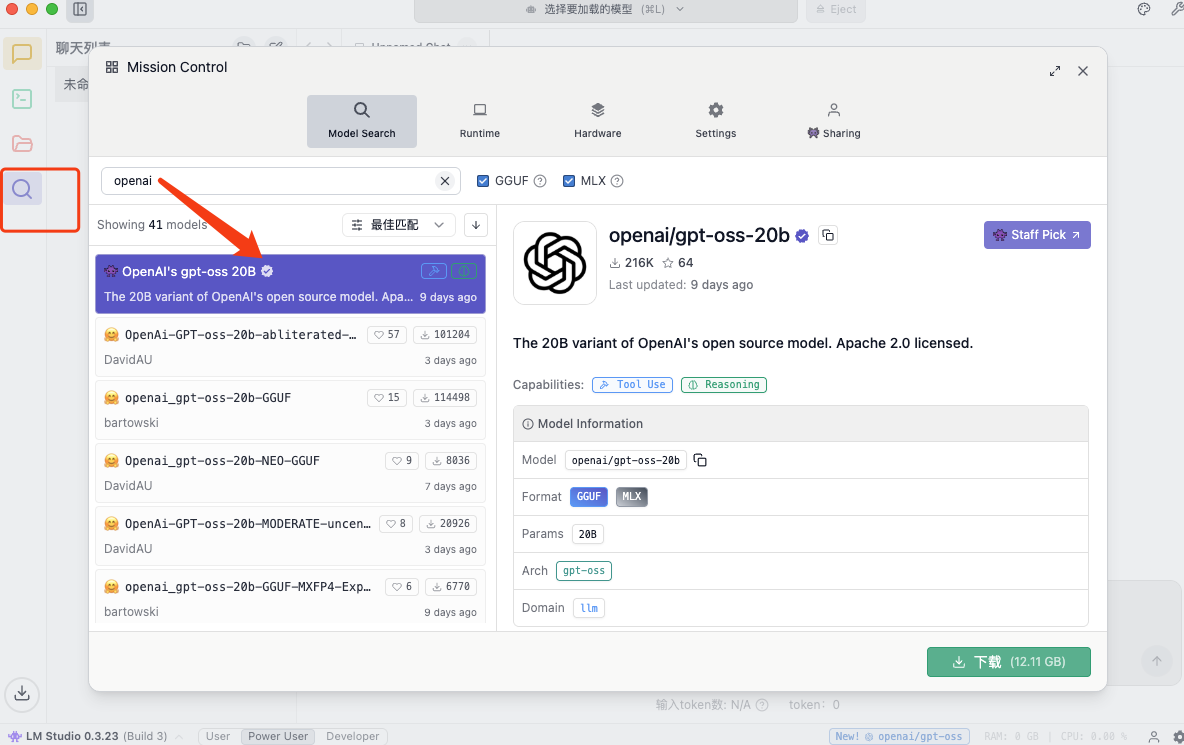 选择要加载的模型 (⌘L)
Eject
聊天列表
Unnamed Chat
未命
Mission Control
Model Search
Runtime
Hardware
Settings
Sharing
openai
GGUF
MLX
Showing 41 models
最佳匹配
OpenAI's gpt-oss 20B
The 20B variant of OpenAI's open source model. Apa... 9 days ago
OpenAi-GPT-oss-20b-abliterated-… 57 101204
DavidAU 3 days ago
openai_gpt-oss-20b-GGUF 15 114498
bartowski 3 days ago
Openai_gpt-oss-20b-NEO-GGUF 9 8036
DavidAU 7 days ago
OpenAi-GPT-oss-20b-MODERATE-uncen… 8 20926
DavidAU 3 days ago
openai_gpt-oss-20b-GGUF-MXFP4-Exp… 6 6770
bartowski 9 days ago
openai/gpt-oss-20b
Staff Pick
216K 64
Last updated: 9 days ago
The 20B variant of OpenAI's open source model. Apache 2.0 licensed.
Capabilities: Tool Use Reasoning
Model Information
Model openai/gpt-oss-20b
Format GGUF MLX
Params 20B
Arch gpt-oss
Domain llm
下载 (12.11 GB)
输入token数: N/A token: 0
LM Studio 0.3.23 (Build 3) User Power User Developer
New! openai/gpt-oss RAM: 0 GB | CPU: 0.00 %